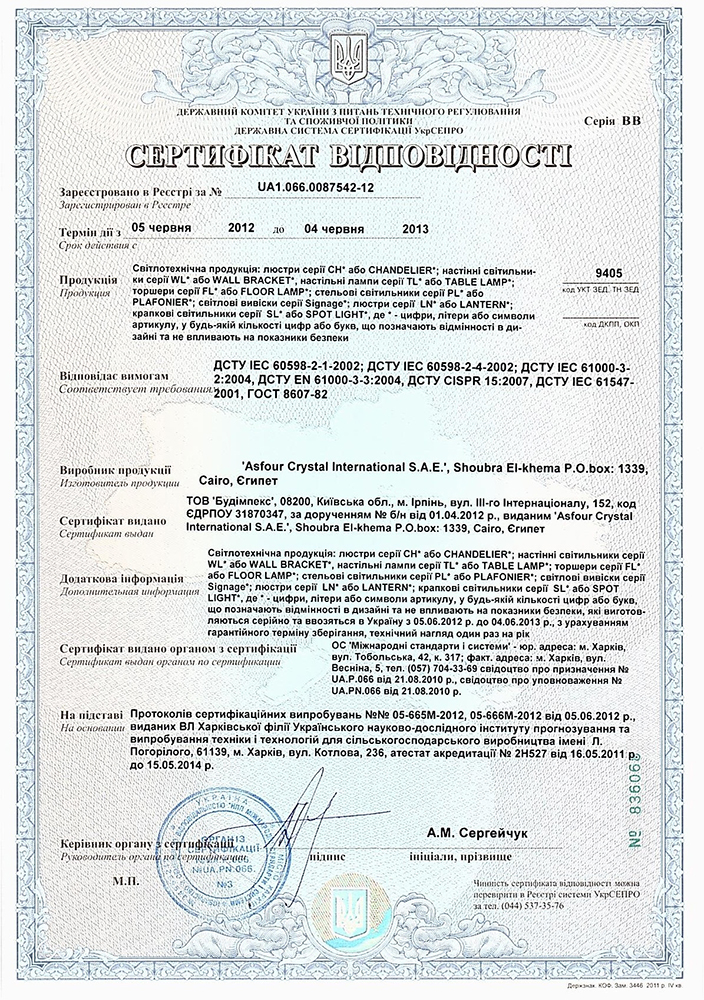 ДЕРЖАВНИЙ КОМІТЕТ УКРАЇНИ З ПИТАНЬ ТЕХНІЧНОГО РЕГУЛЮВАННЯ
ТА СПОЖИВЧОЇ ПОЛІТИКИ
ДЕРЖАВНА СИСТЕМА СЕРТИФІКАЦІЇ УкрСЕПРО
Серія ВВ
СЕРТИФІКАТ ВІДПОВІДНОСТІ
Зареєстровано в Реєстрі за № UA1.066.0087542-12
Зарегистрирован в Реестре
Термін дії з 05 червня 2012 до 04 червня 2013
Срок действия с
Продукція
Продукция
Світлотехнічна продукція: люстри серії CH* або CHANDELIER*; настінні світильни-
ки серії WL* або WALL BRACKET*, настільні лампи серії TL* або TABLE LAMP*;
торшери серії FL* або FLOOR LAMP*; стельові світильники серії PL* або
PLAFONIER*; світлові вивіски серії Signage*; люстри серії LN* або LANTERN*;
крапкові світильники серії SL* або SPOT LIGHT*, де * - цифри, літери або символи
артикулу, у будь-якій кількості цифр або букв, що позначають відмінності в ди-
зайні та не впливають на показники безпеки
9405
код УКТ ЗЕД, ТН ЗЕД
код ДКПП, ОКП
Відповідає вимогам
Соответствует требованиям
ДСТУ IEC 60598-2-1-2002; ДСТУ IEC 60598-2-4-2002; ДСТУ IEC 61000-3-
2:2004, ДСТУ EN 61000-3-3:2004, ДСТУ CISPR 15:2007, ДСТУ IEC 61547-
2001, ГОСТ 8607-82
Виробник продукції
Изготовитель продукции
'Asfour Crystal International S.A.E.', Shoubra El-khema P.O.box: 1339,
Cairo, Єгипет
Сертифікат видано
Сертификат выдан
ТОВ 'Будімпекс', 08200, Київська обл., м. Ірпінь, вул. III-го Інтернаціоналу, 152, код
ЄДРПОУ 31870347, за дорученням № б/н від 01.04.2012 р., виданим 'Asfour Crystal
International S.A.E.', Shoubra El-khema P.O.box: 1339, Cairo, Єгипет
Додаткова інформація
Дополнительная информация
Світлотехнічна продукція: люстри серії CH* або CHANDELIER*; настінні світильники серії
WL* або WALL BRACKET*, настільні лампи серії TL* або TABLE LAMP*; торшери серії FL*
або FLOOR LAMP*; стельові світильники серії PL* або PLAFONIER*; світлові вивіски серії
Signage*; люстри серії LN* або LANTERN*; крапкові світильники серії SL* або SPOT
LIGHT*, де * - цифри, літери або символи артикулу, у будь-якій кількості цифр або букв,
що позначають відмінності в дизайні та не впливають на показники безпеки, які виготов-
ляються серійно та ввозяться в Україну з 05.06.2012 р. до 04.06.2013 р., з урахуванням
гарантійного терміну зберігання, технічний нагляд один раз на рік
Сертифікат видано органом з сертифікації
Сертификат выдан органом по сертификации
ОС 'Міжнародні стандарти і системи' - юр. адреса: м. Харків,
вул. Тобольська, 42, к. 317; факт. адреса: м. Харків, вул.
Весніна, 5, тел. (057) 704-33-69 свідоцтво про призначення №
UA.P.066 від 21.08.2010 р., свідоцтво про уповноваження №
UA.PN.066 від 21.08.2010 р.
На підставі
На основании
Протоколів сертифікаційних випробувань №№ 05-665М-2012, 05-666М-2012 від 05.06.2012 р.,
виданих ВЛ Харківської філії Українського науково-дослідного інституту прогнозування та
випробування техніки і технологій для сільськогосподарського виробництва імені Л.
Погорілого, 61139, м. Харків, вул. Котлова, 236, атестат акредитації № 2Н527 від 16.05.2011 р.
до 15.05.2014 р.
№ 836066
Керівник органу з сертифікації
Руководитель органа по сертификации
підпис
А.М. Сергейчук
ініціали, прізвище
М.П.
УКРАЇНА
ОРГАН ІЗ
СЕРТИФІКАЦІЇ
№UA.PN.066.
№3
Чинність сертифіката відповідності можна
перевірити в Реєстрі системи УкрСЕПРО
за тел. (044) 537-35-76
Держзнак. КОФ. Зам. 3446 2011 р. IV кв.